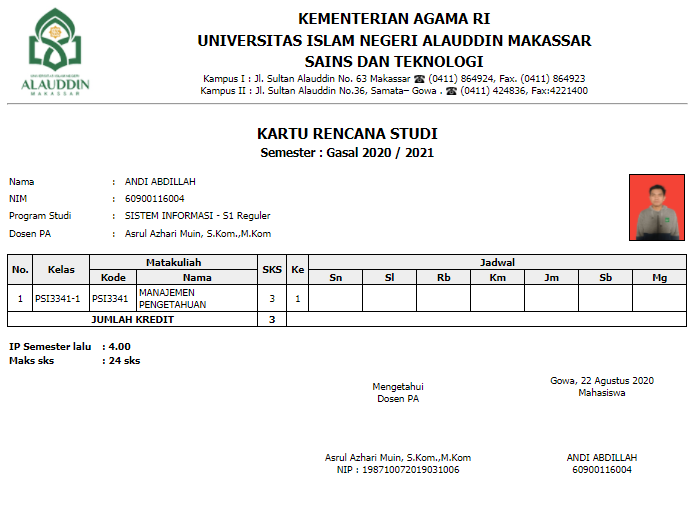 KEMENTERIAN AGAMA RI
UNIVERSITAS ISLAM NEGERI ALAUDDIN MAKASSAR
SAINS DAN TEKNOLOGI
Kampus I : Jl. Sultan Alauddin No. 63 Makassar ☎ (0411) 864924, Fax. (0411) 864923
Kampus II : Jl. Sultan Alauddin No.36, Samata– Gowa . ☎ (0411) 424836, Fax:4221400
ALAUDDIN
MAKASSAR
KARTU RENCANA STUDI
Semester : Gasal 2020 / 2021
Nama : ANDI ABDILLAH
NIM : 60900116004
Program Studi : SISTEM INFORMASI - S1 Reguler
Dosen PA : Asrul Azhari Muin, S.Kom.,M.Kom
No. Kelas Matakuliah SKS Ke Jadwal
Kode Nama Sn Sl Rb Km Jm Sb Mg
1 PSI3341-1 PSI3341 MANAJEMEN PENGETAHUAN 3 1
JUMLAH KREDIT 3
IP Semester lalu : 4.00
Maks sks : 24 sks
Gowa, 22 Agustus 2020
Mengetahui Mahasiswa
Dosen PA
Asrul Azhari Muin, S.Kom.,M.Kom ANDI ABDILLAH
NIP : 198710072019031006 60900116004